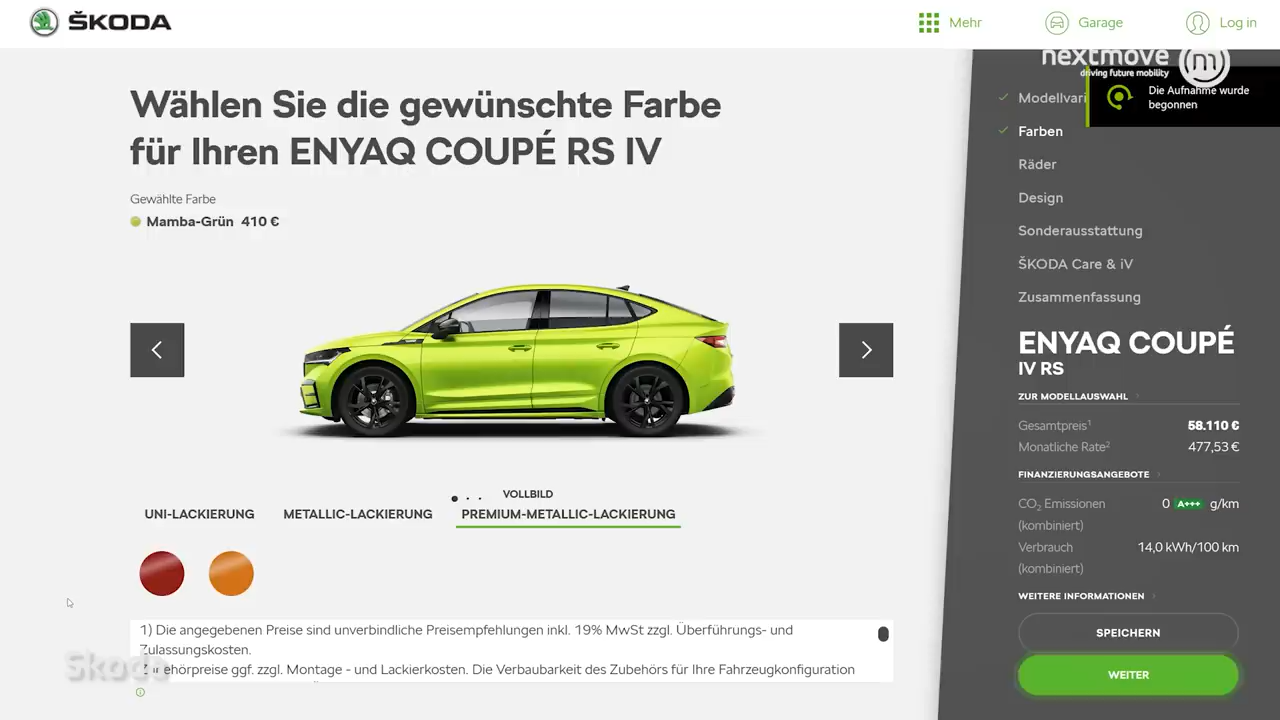 ŠKODA
Mehr
Garage
Log in
nextmove
driving future mobility
Die Aufnahme wurde
begonnen
Wählen Sie die gewünschte Farbe
für Ihren ENYAQ COUPÉ RS IV
Gewählte Farbe
Mamba-Grün 410 €
VOLLBILD
UNI-LACKIERUNG
METALLIC-LACKIERUNG
PREMIUM-METALLIC-LACKIERUNG
1) Die angegebenen Preise sind unverbindliche Preisempfehlungen inkl. 19% MwSt zzgl. Überführungs- und
Zulassungskosten.
Zubehörpreise ggf. zzgl. Montage - und Lackierkosten. Die Verbaubarkeit des Zubehörs für Ihre Fahrzeugkonfiguration
Skoda
Modellvari
Farben
Räder
Design
Sonderausstattung
ŠKODA Care & iV
Zusammenfassung
ENYAQ COUPÉ
IV RS
ZUR MODELLAUSWAHL
Gesamtpreis¹ 58.110 €
Monatliche Rate² 477,53 €
FINANZIERUNGSANGEBOTE
CO₂ Emissionen 0 A+++ g/km
(kombiniert)
Verbrauch 14,0 kWh/100 km
(kombiniert)
WEITERE INFORMATIONEN
SPEICHERN
WEITER